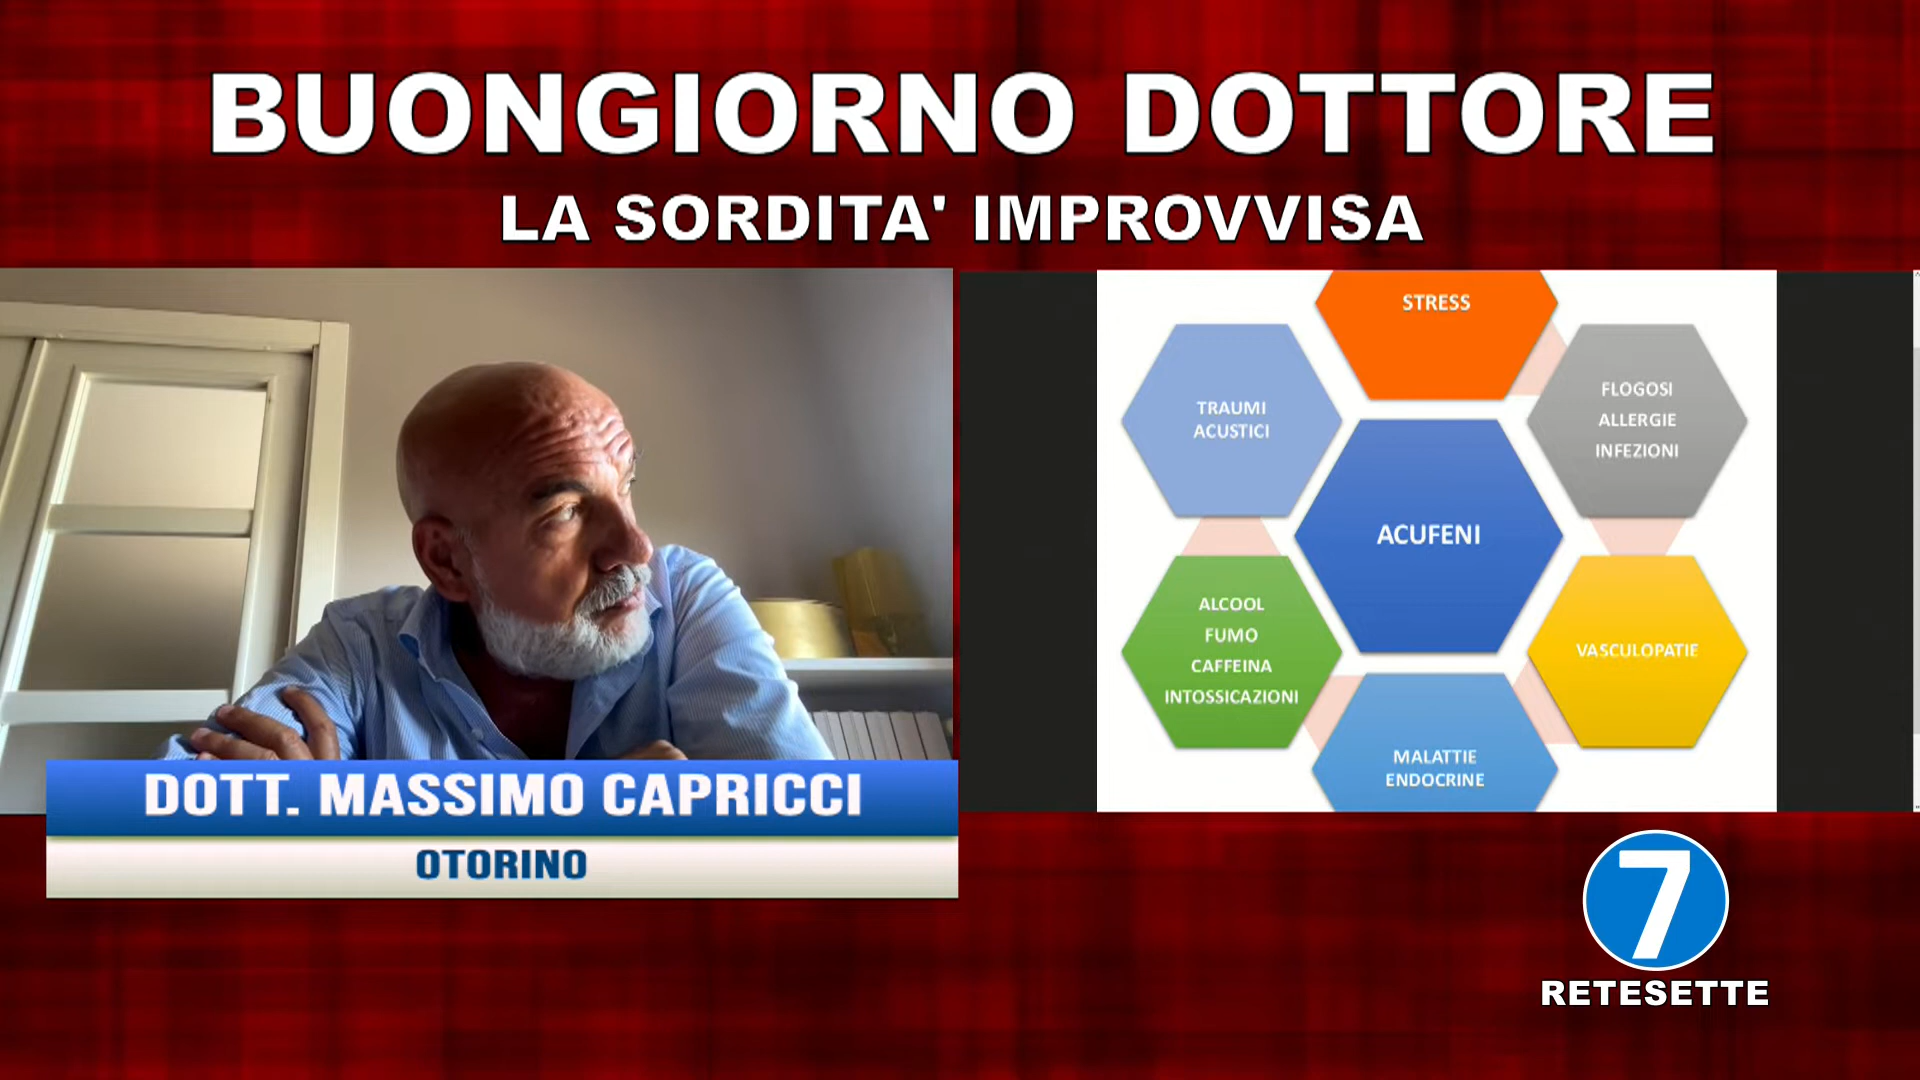 BUONGIORNO DOTTORE
LA SORDITA' IMPROVVISA
DOTT. MASSIMO CAPRICCI
OTORINO
STRESS
TRAUMI
ACUSTICI
FLOGOSI
ALLERGIE
INFEZIONI
ACUFENI
ALCOOL
FUMO
CAFFEINA
INTOSSICAZIONI
VASCULOPATIE
MALATTIE
ENDOCRINE
7
RETESETTE